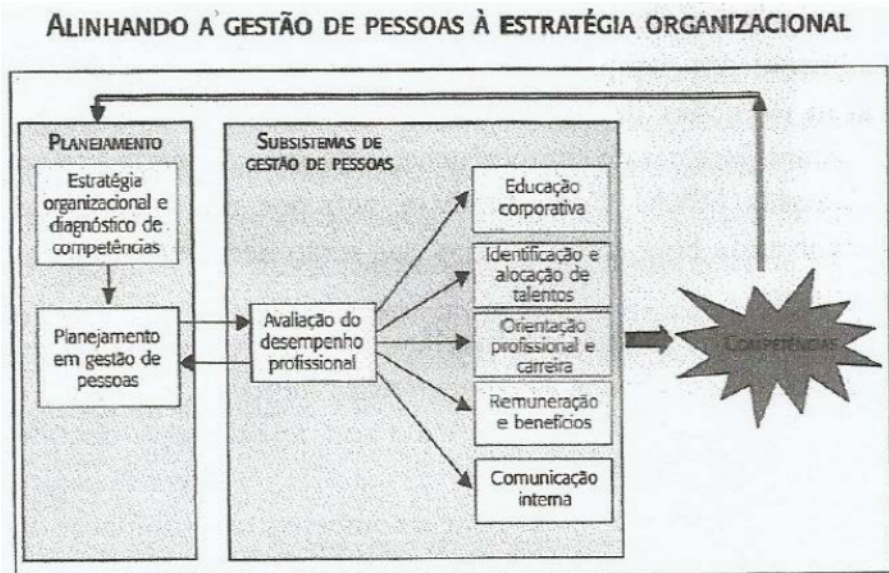 ALINHANDO A GESTÃO DE PESSOAS À ESTRATÉGIA ORGANIZACIONAL
PLANEJAMENTO
Estratégia
organizacional e
diagnóstico de
competências
Planejamento
em gestão de
pessoas
SUBSISTEMAS DE
GESTÃO DE PESSOAS
Avaliação do
desempenho
profissional
Educação
corporativa
Identificação e
alocação de
talentos
Orientação
profissional e
carreira
Remuneração
e benefícios
Comunicação
interna
COMPETÊNCIAS